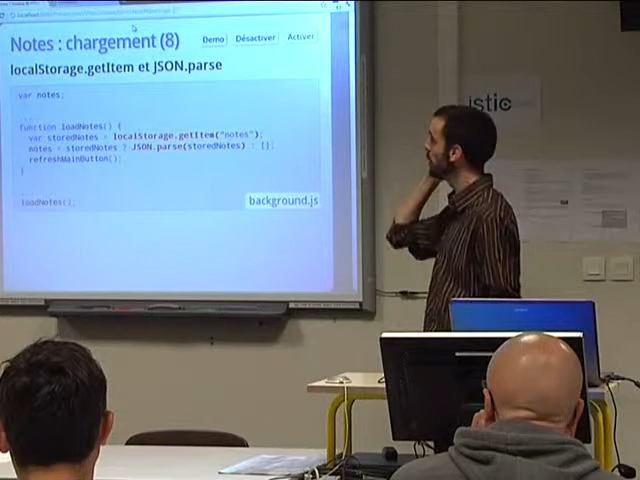 Notes : chargement (8)
Demo Désactiver Activer
localStorage.getItem et JSON.parse
var notes;
...
function loadNotes() {
var storedNotes = localStorage.getItem("notes");
notes = storedNotes ? JSON.parse(storedNotes) : [];
refreshMainButton();
}
loadNotes();
background.js
istic